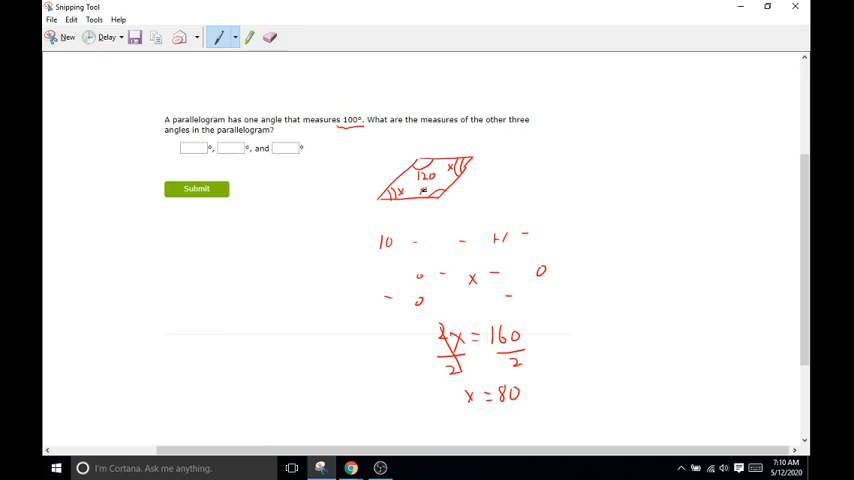 Snipping Tool
File Edit Tools Help
New Delay
A parallelogram has one angle that measures 100°. What are the measures of the other three
angles in the parallelogram?
°, °, and °
Submit
120
x
x
10 - - + / -
0 - x - 0
- 0 -
2x = 160
2 2
x = 80
I'm Cortana. Ask me anything.
7:10 AM
5/12/2020